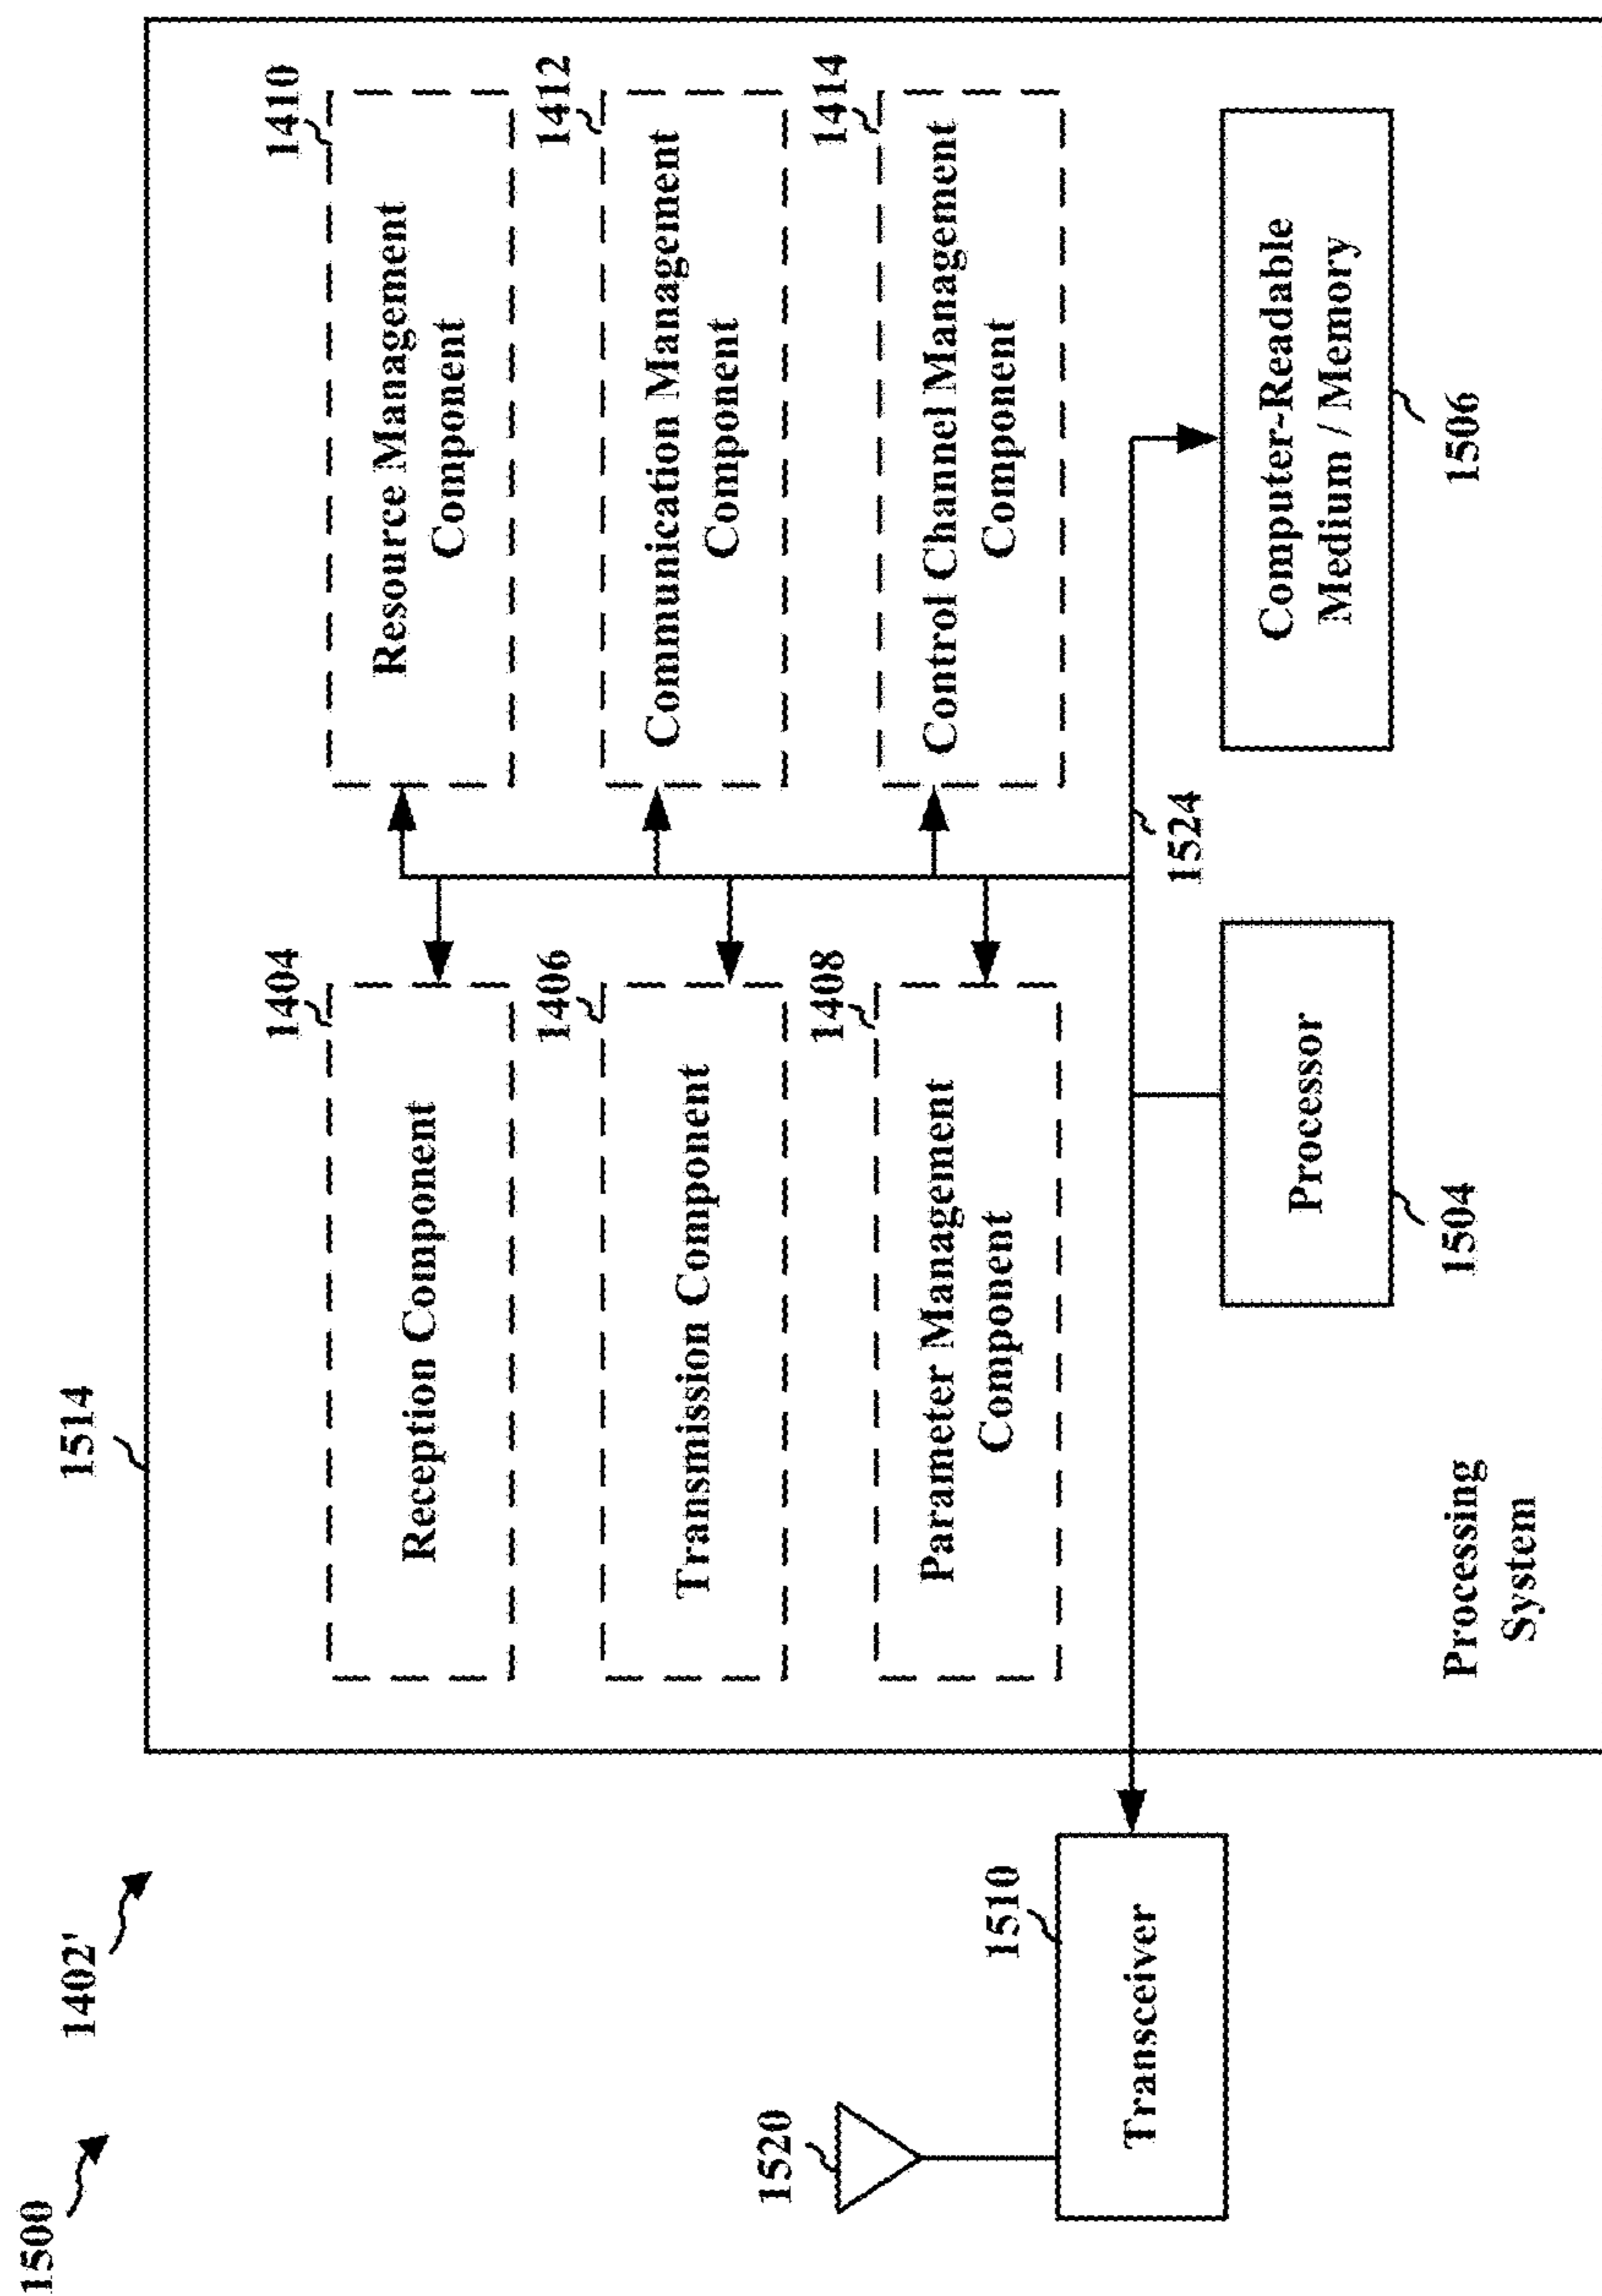 1500
1402'
1514
1404
Reception Component
1410
Resource Management
Component
1406
Transmission Component
1412
Communication Management
Component
1408
Parameter Management
Component
1414
Control Channel Management
Component
1520
1510
Transceiver
1524
Processor
1504
Computer-Readable
Medium / Memory
1506
Processing
System